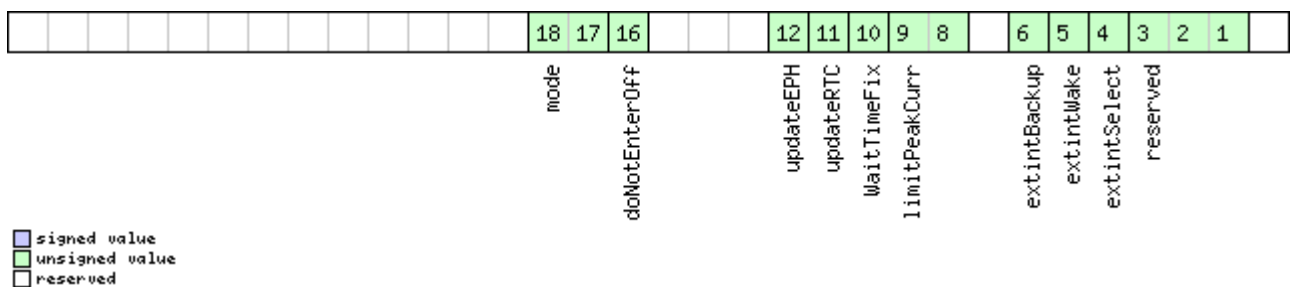 18 17 16 12 11 10 9 8 6 5 4 3 2 1
mode
doNotEnterOff
updateEPH
updateRTC
WaitTimeFix
limitPeakCurr
extintBackup
extintWake
extintSelect
reserved
signed value
unsigned value
reserved